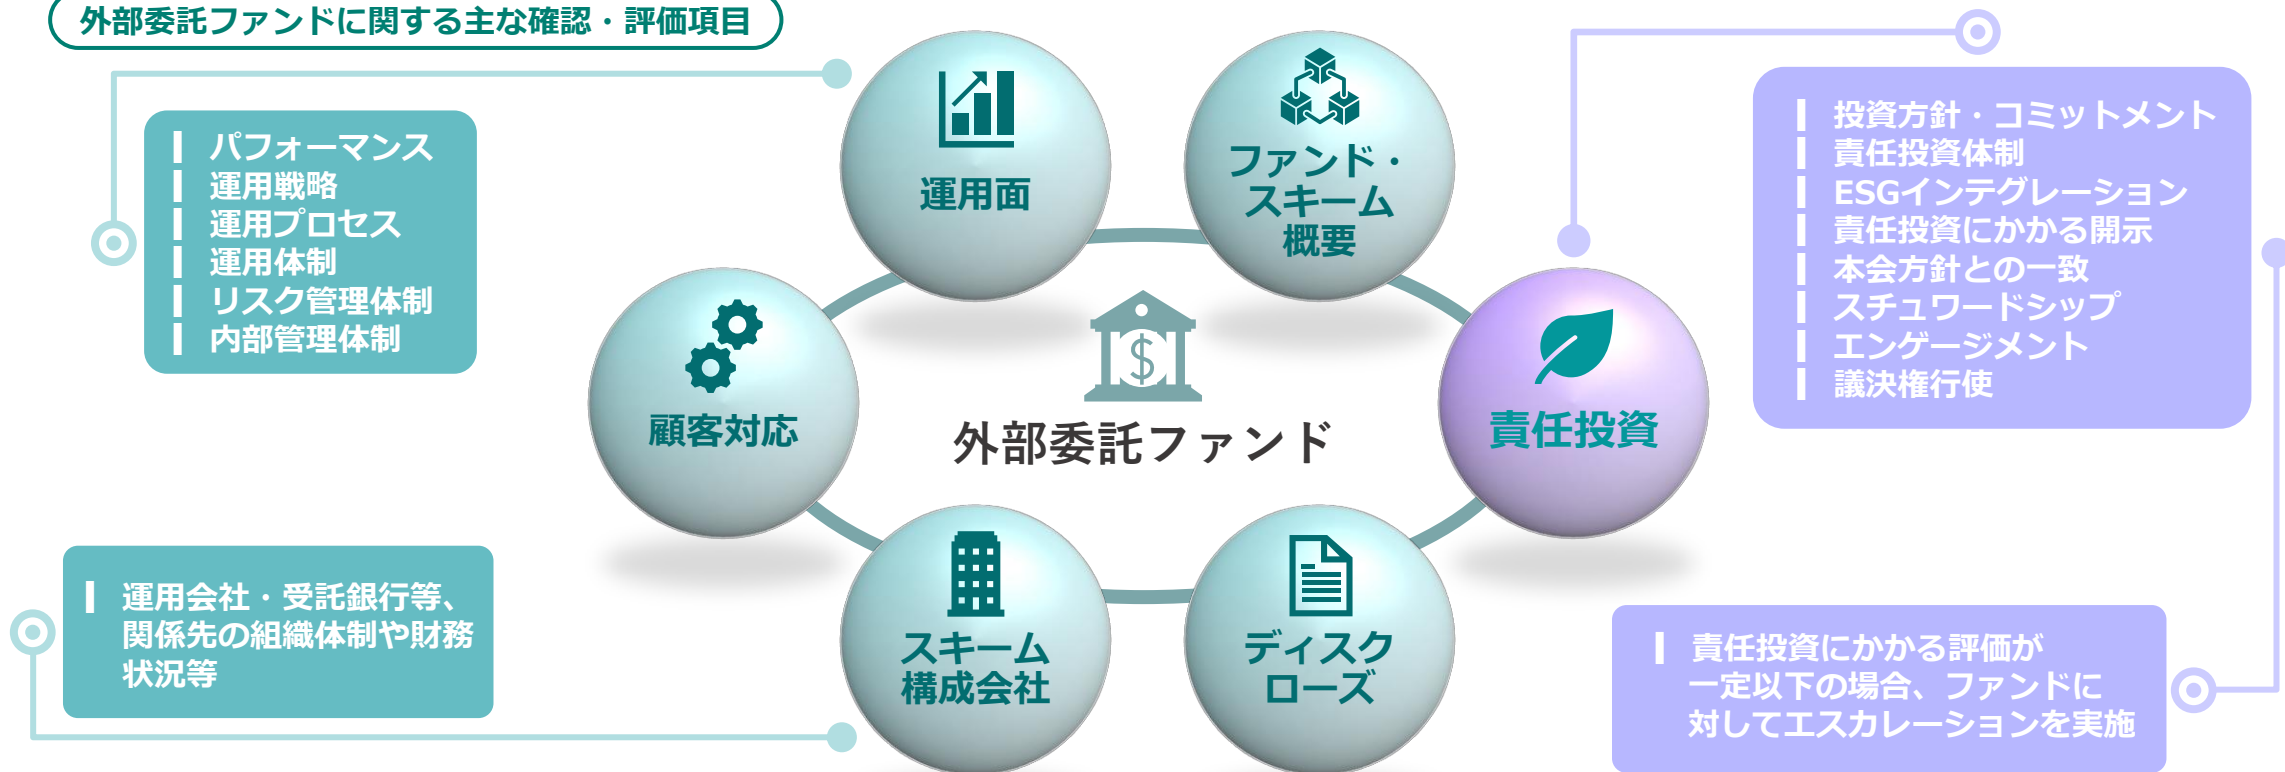 外部委託ファンドに関する主な確認・評価項目
パフォーマンス
運用戦略
運用プロセス
運用体制
リスク管理体制
内部管理体制
運用面
ファンド・
スキーム
概要
投資方針・コミットメント
責任投資体制
ESGインテグレーション
責任投資にかかる開示
本会方針との一致
スチュワードシップ
エンゲージメント
議決権行使
顧客対応
$
外部委託ファンド
責任投資
運用会社・受託銀行等、
関係先の組織体制や財務
状況等
スキーム
構成会社
ディスク
ローズ
責任投資にかかる評価が
一定以下の場合、ファンドに
対してエスカレーションを実施